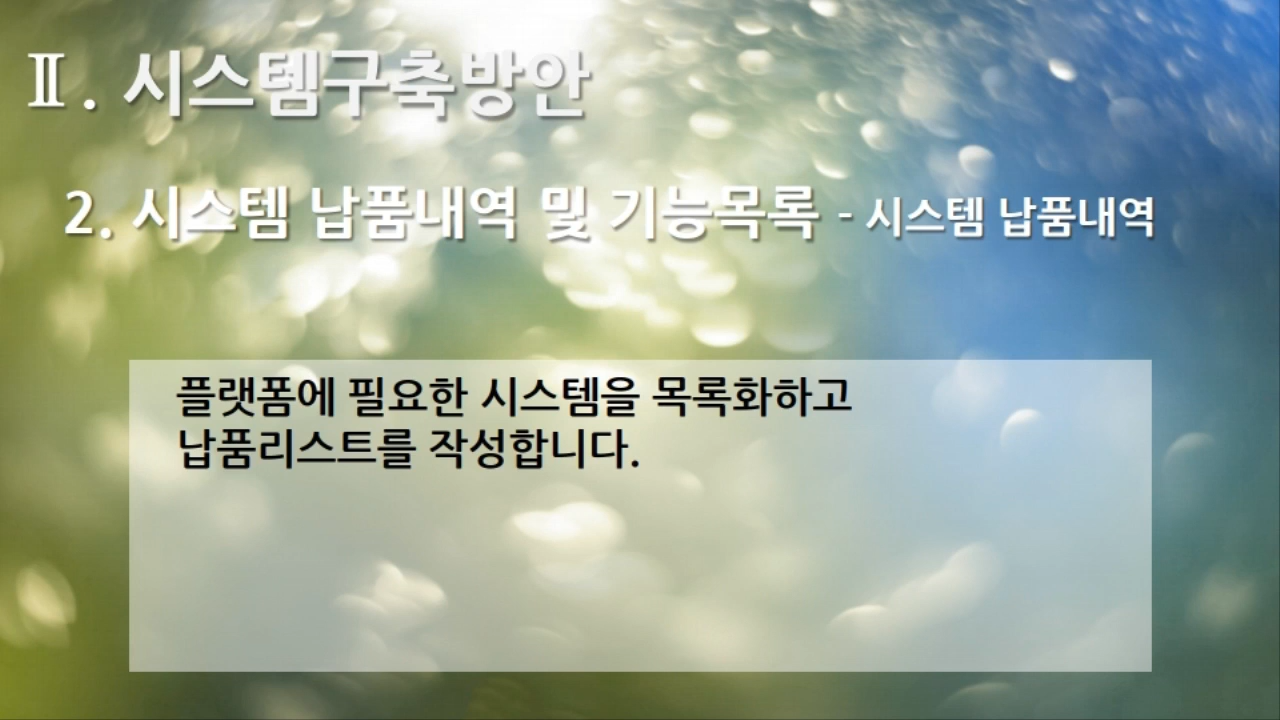 Ⅱ. 시스템구축방안
2. 시스템 납품내역 및 기능목록 - 시스템 납품내역
플랫폼에 필요한 시스템을 목록화하고
납품리스트를 작성합니다.